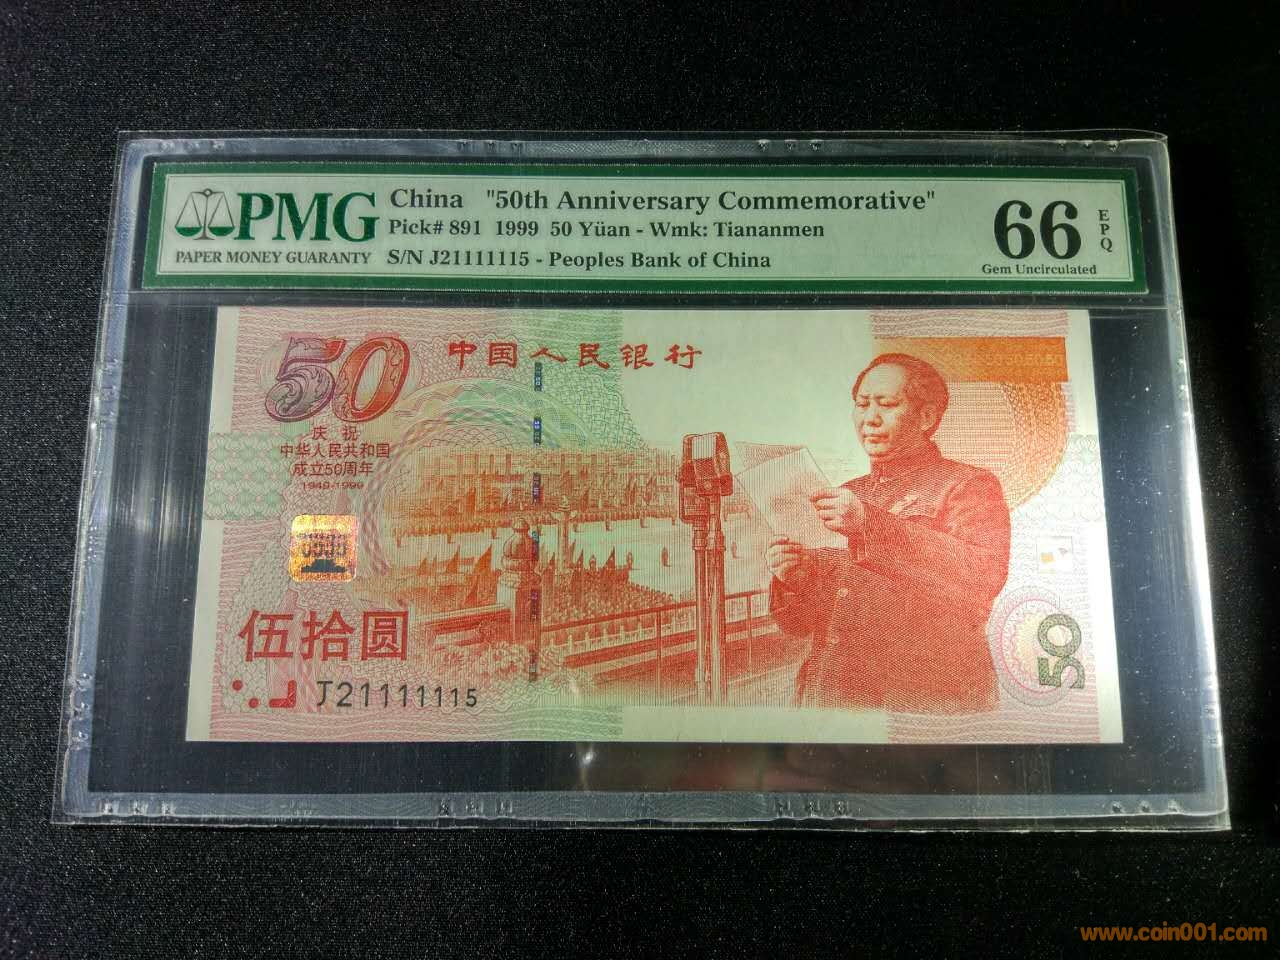 PMG
PAPER MONEY GUARANTY
China "50th Anniversary Commemorative"
Pick# 891 1999 50 Yüan - Wmk: Tiananmen
S/N J21111115 - Peoples Bank of China
66
EPQ
Gem Uncirculated
50
中国人民银行
庆祝
中华人民共和国
成立50周年
1949-1999
伍拾圆
J21111115
50
www.coin001.com